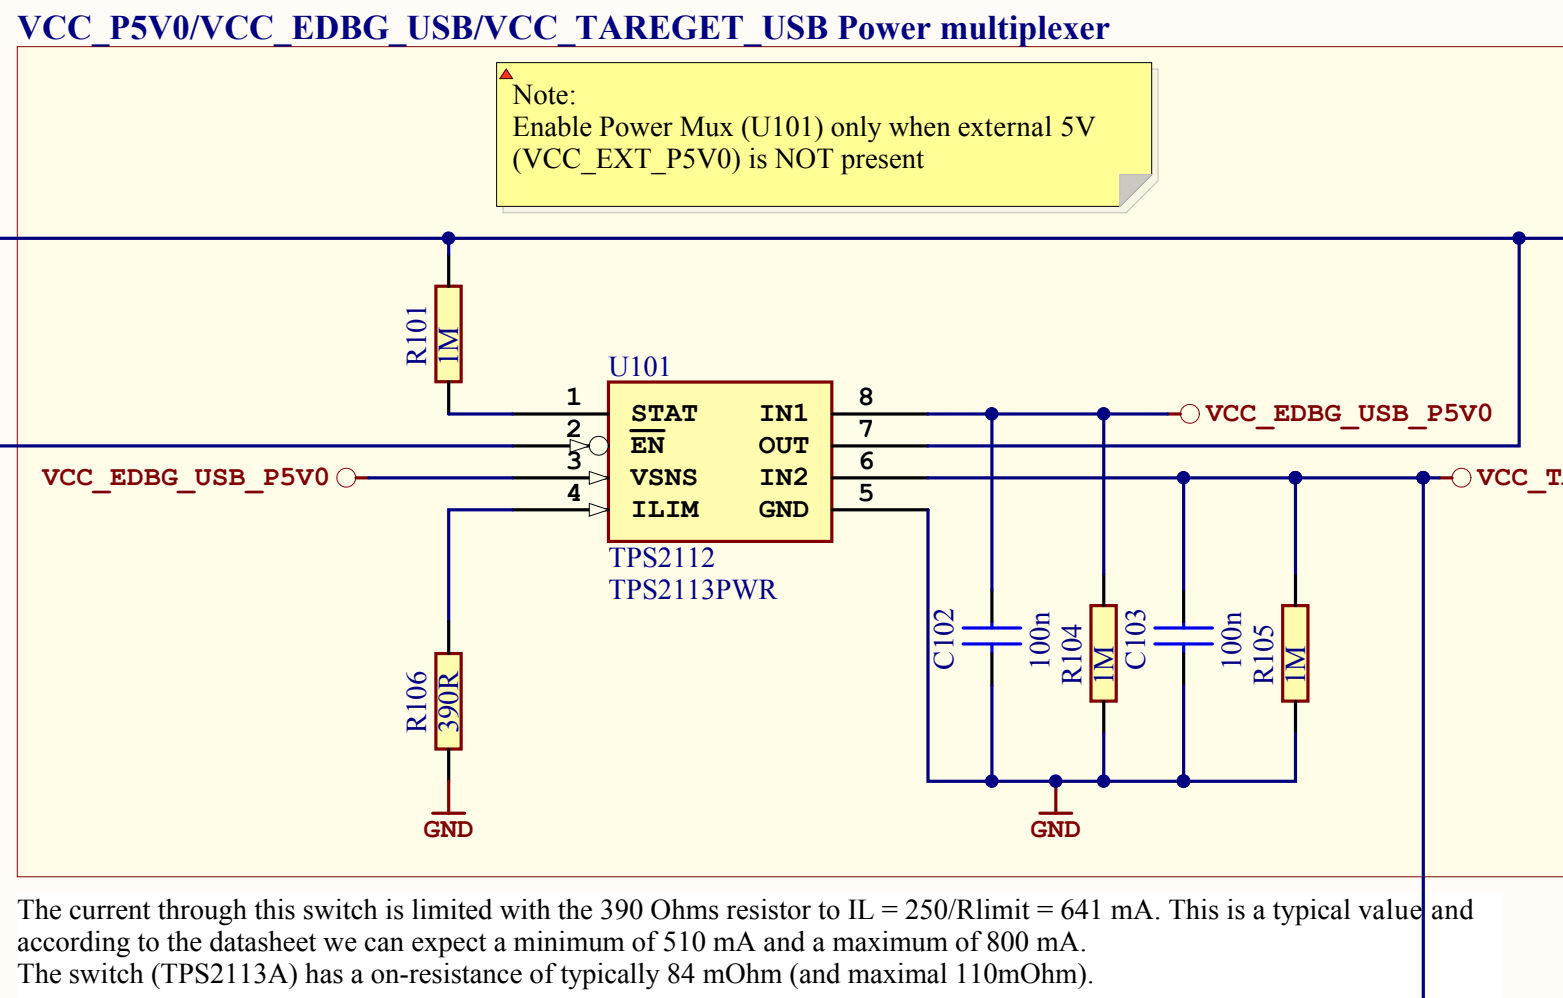 VCC_P5V0/VCC_EDBG_USB/VCC_TAREGET_USB Power multiplexer
Note:
Enable Power Mux (U101) only when external 5V
(VCC_EXT_P5V0) is NOT present
R101
1M
U101
1
STAT
IN1
8
VCC_EDBG_USB_P5V0
2
EN
OUT
7
VCC_EDBG_USB_P5V0
3
VSNS
IN2
6
4
ILIM
GND
5
TPS2112
TPS2113PWR
R106
390R
C102
100n
R104
1M
C103
100n
R105
1M
GND
GND
The current through this switch is limited with the 390 Ohms resistor to IL = 250/Rlimit = 641 mA. This is a typical value and
according to the datasheet we can expect a minimum of 510 mA and a maximum of 800 mA.
The switch (TPS2113A) has a on-resistance of typically 84 mOhm (and maximal 110mOhm).